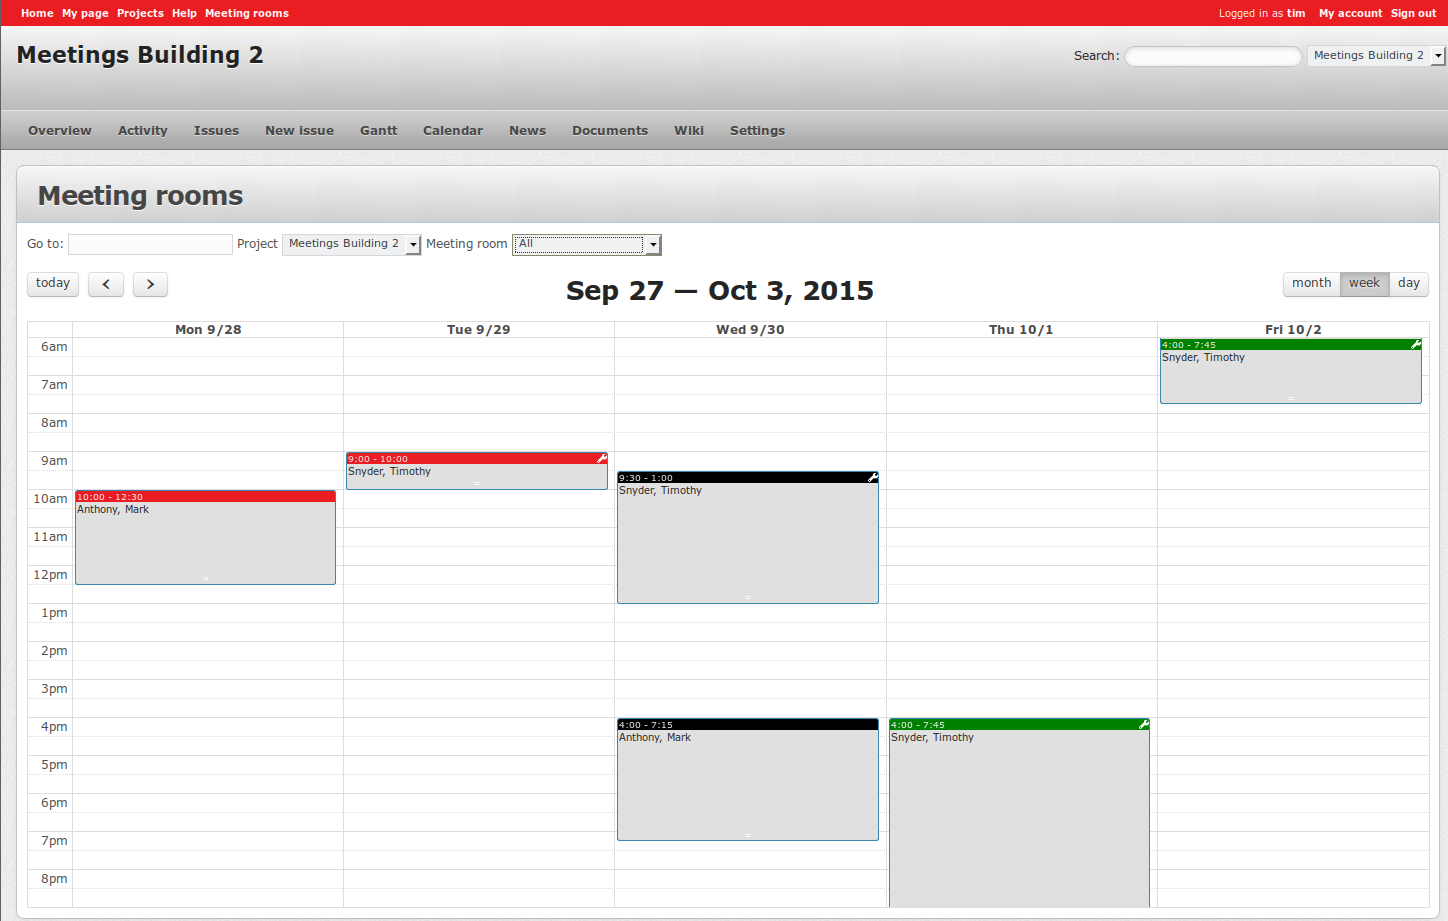 Home My page Projects Help Meeting rooms Logged in as tim My account Sign out
Meetings Building 2 Search: Meetings Building 2
Overview Activity Issues New issue Gantt Calendar News Documents Wiki Settings
Meeting rooms
Go to: Project Meetings Building 2 Meeting room All
today < > Sep 27 — Oct 3, 2015 month week day
Mon 9/28 Tue 9/29 Wed 9/30 Thu 10/1 Fri 10/2
6am 4:00 - 7:45
Snyder, Timothy
7am
8am
9am 9:00 - 10:00
Snyder, Timothy 9:30 - 1:00
10am 10:00 - 12:30 Snyder, Timothy
Anthony, Mark
11am
12pm
1pm
2pm
3pm
4pm 4:00 - 7:15 4:00 - 7:45
Anthony, Mark Snyder, Timothy
5pm
6pm
7pm
8pm